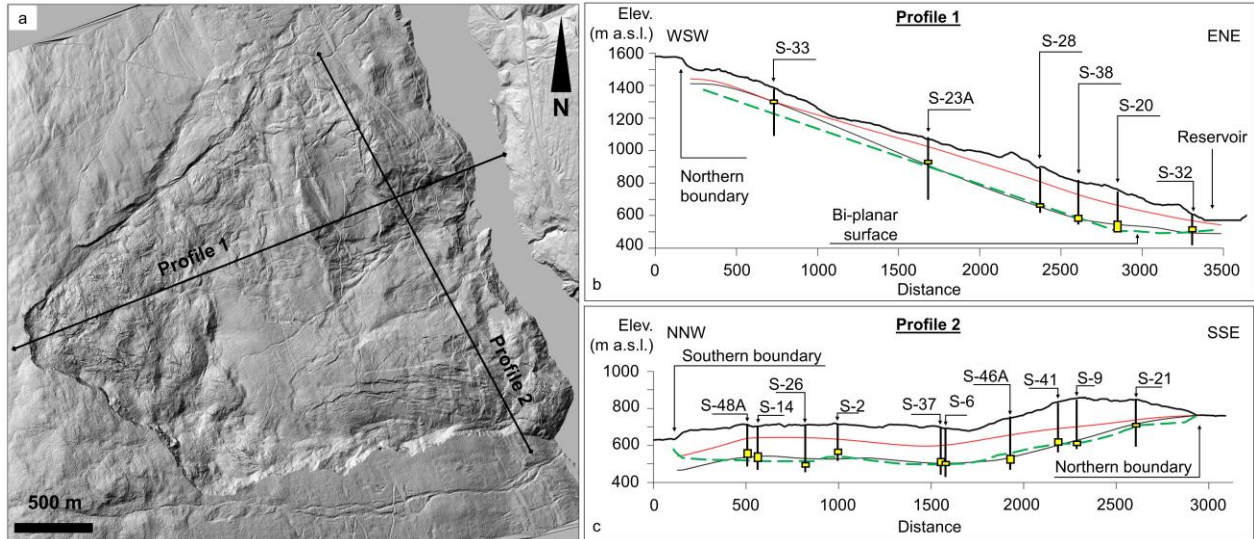 a
N
Profile 1
Profile 2
500 m
Elev.
(m a.s.l.)
Profile 1
WSW
ENE
1600
1400
1200
1000
800
600
400
S-33
S-28
S-38
S-23A
S-20
Reservoir
S-32
Northern
boundary
Bi-planar
surface
0
500
1000
1500
2000
2500
3000
3500
b
Distance
Elev.
(m a.s.l.)
Profile 2
NNW
SSE
1000
800
600
400
Southern boundary
S-26
S-48A
S-14
S-2
S-37
S-6
S-46A
S-41
S-9
S-21
Northern boundary
0
500
1000
1500
2000
2500
3000
c
Distance